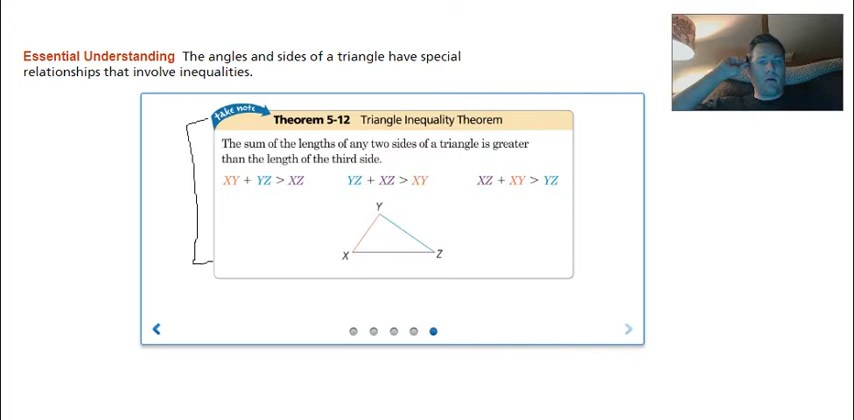 Essential Understanding The angles and sides of a triangle have special
relationships that involve inequalities.
take note
Theorem 5-12 Triangle Inequality Theorem
The sum of the lengths of any two sides of a triangle is greater
than the length of the third side.
XY + YZ > XZ YZ + XZ > XY XZ + XY > YZ
Y
X
Z